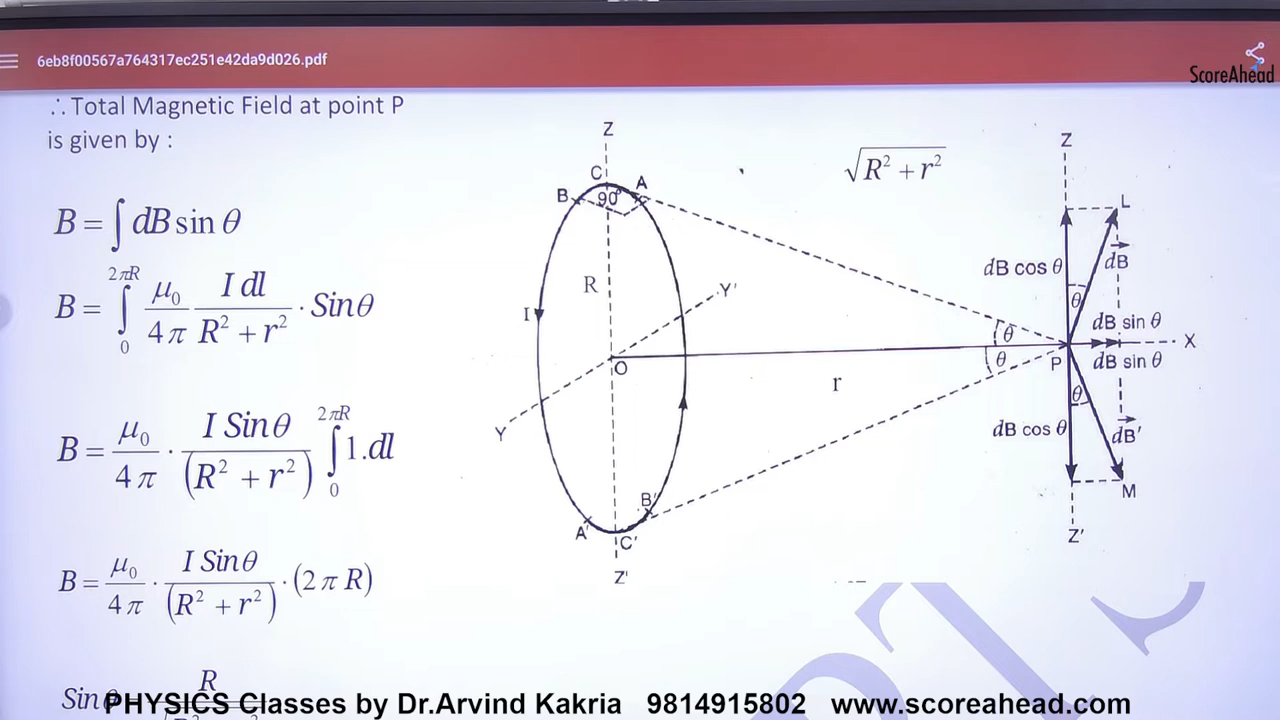 6eb8f00567a764317ec251e42da9d026.pdf
ScoreAhead
∴ Total Magnetic Field at point P
is given by :
B = ∫ dB sin θ
B = ∫₀^{2πR} μ₀/4π I dl/R² + r² · Sinθ
B = μ₀/4π · I Sinθ/(R² + r²) ∫₀^{2πR} 1.dl
B = μ₀/4π · I Sinθ/(R² + r²) · (2 π R)
Sin θ R
√R² + r²
Z
C
A
B
90°
R
I
Y'
O
Y
r
A'
B'
C'
Z'
Z
L
dB cos θ
dB⃗
θ
dB sin θ
θ
θ
P
X
dB sin θ
θ
dB cos θ
dB⃗'
M
Z'
PHYSICS Classes by Dr.Arvind Kakria 9814915802 www.scoreahead.com